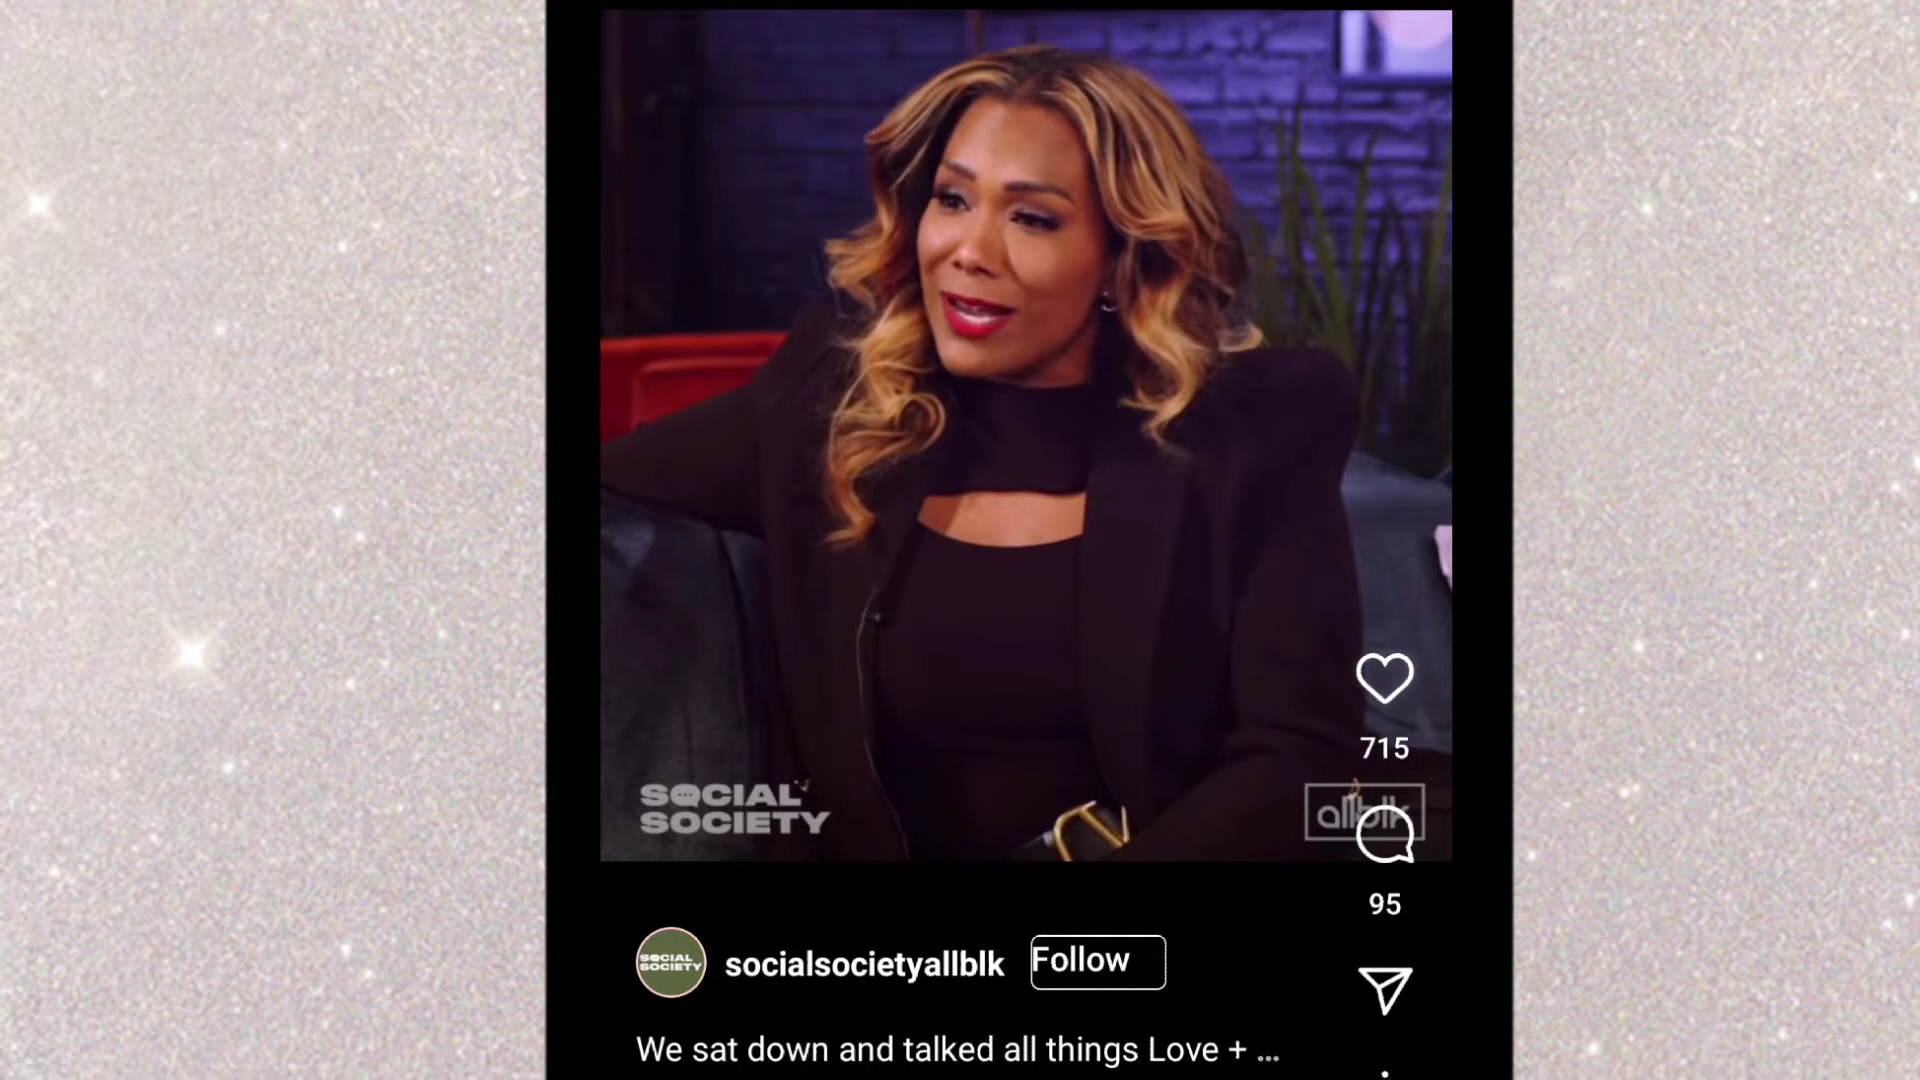 SOCIAL
SOCIETY
allblk
715
95
SOCIAL
SOCIETY
socialsocietyallblk
Follow
We sat down and talked all things Love + ...